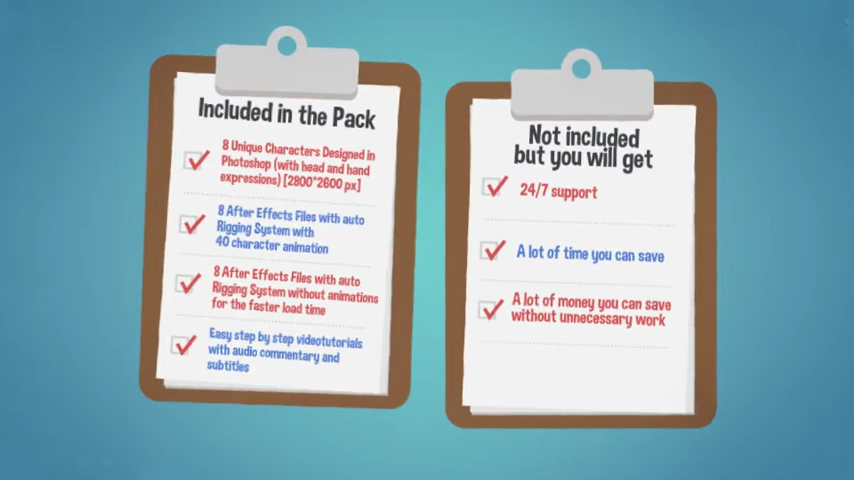 Included in the Pack
8 Unique Characters Designed in
Photoshop (with head and hand
expressions) [2800*2600 px]
8 After Effects Files with auto
Rigging System with
40 character animation
8 After Effects Files with auto
Rigging System without animations
for the faster load time
Easy step by step videotutorials
with audio commentary and
subtitles
Not included
but you will get
24/7 support
A lot of time you can save
A lot of money you can save
without unnecessary work